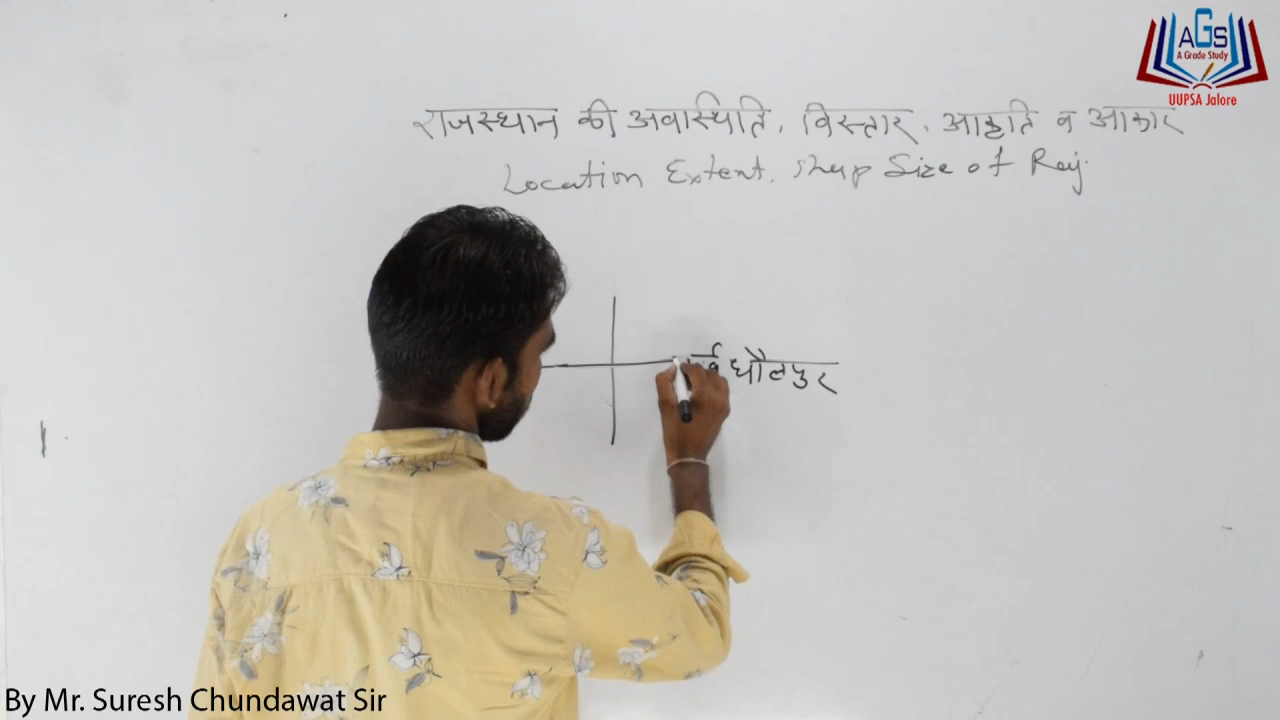 AGS
A Grade Study
UUPSA Jalore
राजस्थान की अवास्थिति, विस्तार, आकृति व आकार
Location Extent. Shap Size of Raj.
धौलपुर
By Mr. Suresh Chundawat Sir